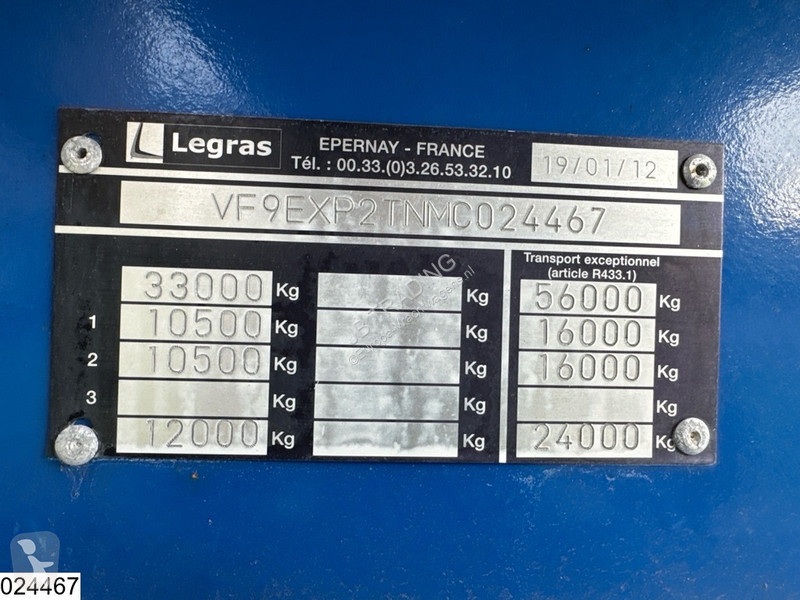 Legras
EPERNAY - FRANCE
Tél. : 00.33.(0)3.26.53.32.10
19/01/12
VF9EXP2TNMC024467
Transport exceptionnel
(article R433.1)
33000 Kg Kg 56000 Kg
1 10500 Kg Kg 16000 Kg
2 10500 Kg Kg 16000 Kg
3 Kg Kg Kg
12000 Kg Kg 24000 Kg
024467